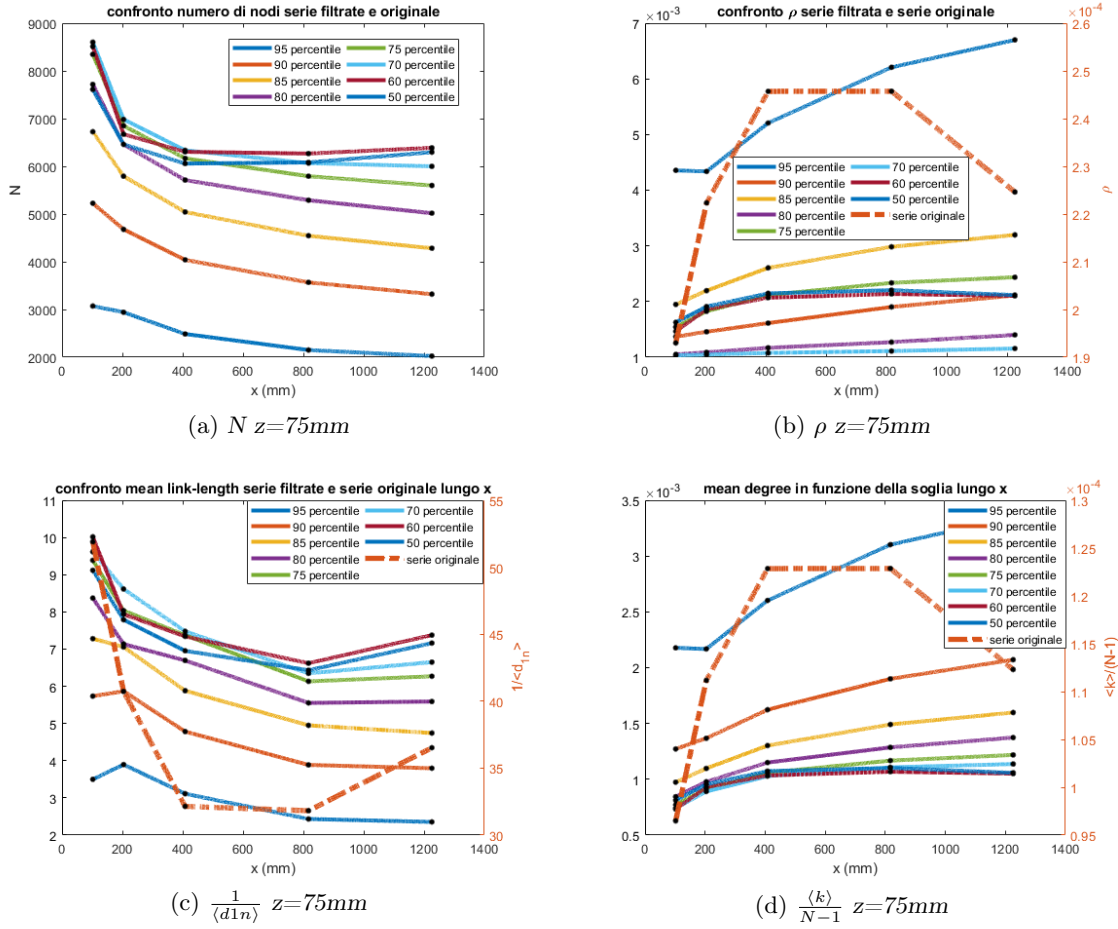 confronto numero di nodi serie filtrate e originale
9000
8000
7000
6000
5000
4000
3000
2000
N
95 percentile 75 percentile
90 percentile 70 percentile
85 percentile 60 percentile
80 percentile 50 percentile
0 200 400 600 800 1000 1200 1400
x (mm)
(a) N z=75mm
confronto ρ serie filtrata e serie originale
×10⁻³
7
6
5
4
3
2
1
95 percentile 70 percentile
90 percentile 60 percentile
85 percentile 50 percentile
80 percentile serie originale
75 percentile
×10⁻⁴
2.6
2.5
2.4
2.3
2.2
2.1
2
1.9
ρ
0 200 400 600 800 1000 1200 1400
x (mm)
(b) ρ z=75mm
confronto mean link-length serie filtrate e serie originale lungo x
11
10
9
8
7
6
5
4
3
2
95 percentile 70 percentile
90 percentile 60 percentile
85 percentile 50 percentile
80 percentile serie originale
75 percentile
55
50
45
40
35
30
1/<d₁ₙ>
0 200 400 600 800 1000 1200 1400
x (mm)
(c) 1/⟨d1n⟩ z=75mm
mean degree in funzione della soglia lungo x
×10⁻³
3.5
3
2.5
2
1.5
1
0.5
95 percentile
90 percentile
85 percentile
80 percentile
75 percentile
70 percentile
60 percentile
50 percentile
serie originale
×10⁻⁴
1.3
1.25
1.2
1.15
1.1
1.05
1
0.95
<k>/(N-1)
0 200 400 600 800 1000 1200 1400
x (mm)
(d) ⟨k⟩/N−1 z=75mm